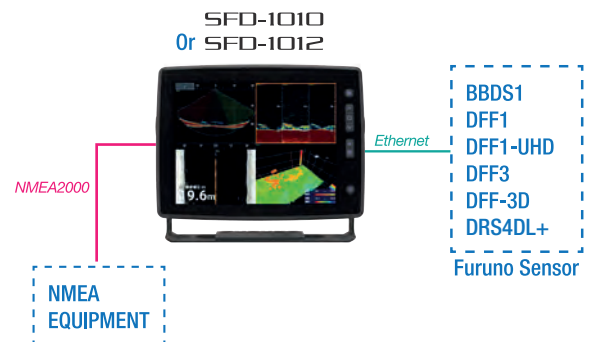 SFD-1010
Or SFD-1012
Ethernet
BBDS1
DFF1
DFF1-UHD
DFF3
DFF-3D
DRS4DL+
Furuno Sensor
NMEA2000
9.6m
NMEA
EQUIPMENT